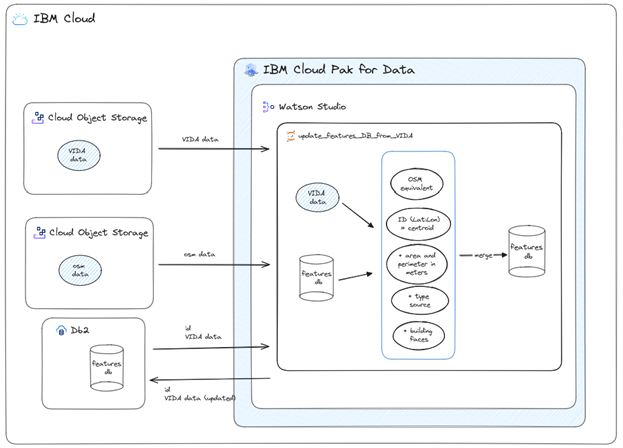 IBM Cloud
IBM Cloud Pak for Data
Watson Studio
update_features_DB_from_VIDA
Cloud Object Storage
VIDA
data
VIDA data
Cloud Object Storage
osm
data
osm data
Db2
features
db
id
VIDA data
id
VIDA data (updated)
VIDA
data
features
db
OSM
equivalent
ID (LatLon)
= centroid
+ area and
perimeter in
meters
+ type
source
+ building
faces
merge
features
db